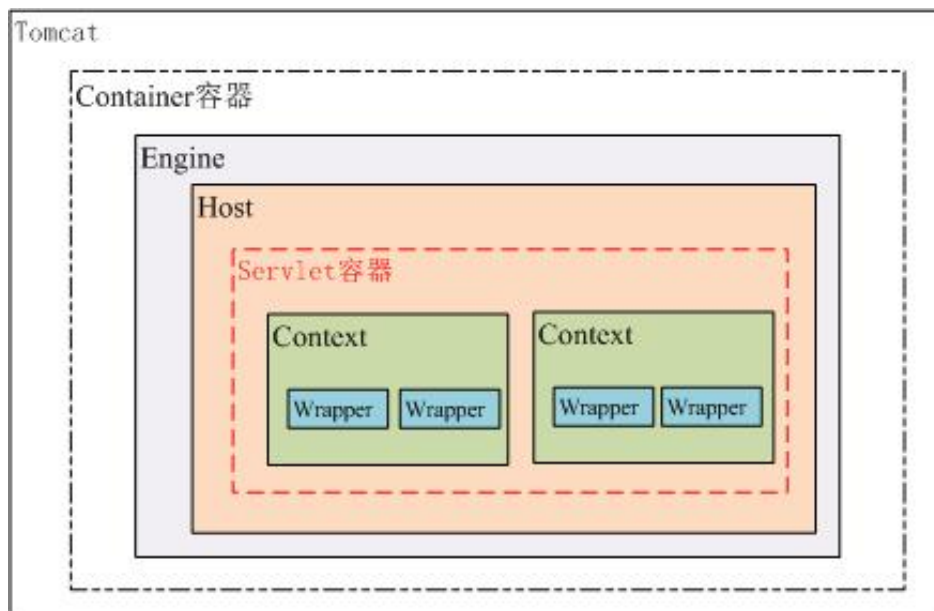 Tomcat
Container容器
Engine
Host
Servlet容器
Context
Context
Wrapper
Wrapper
Wrapper
Wrapper